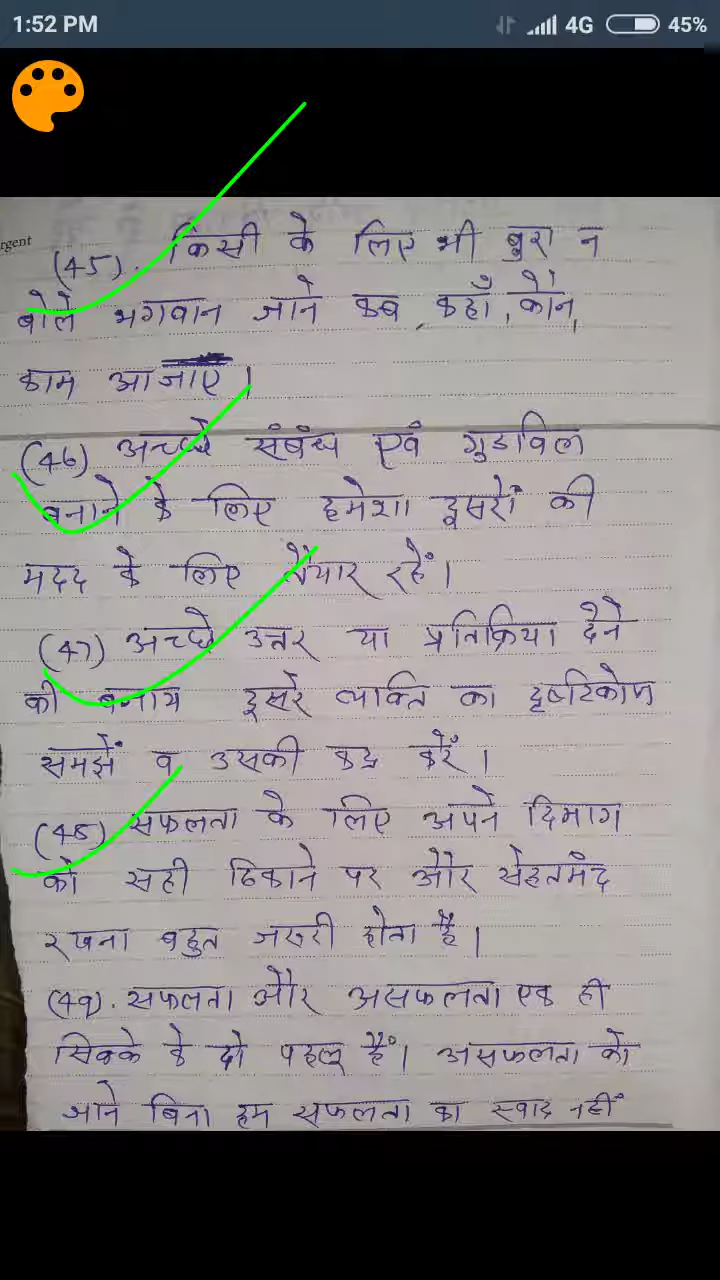 1:52 PM 4G 45%
rgent
(45). किसी के लिए भी बुरा न
बोले भगवान जाने कब, कहाँ, कौन,
काम आ जाए।
(46) अच्छे संबंध एवं गुडविल
बनाने के लिए हमेशा दूसरों की
मदद के लिए तैयार रहें।
(47) अच्छे उत्तर या प्रतिक्रिया देने
की बजाय दूसरे व्यक्ति का दृष्टिकोण
समझें व उसकी कद्र करें।
(48) सफलता के लिए अपने दिमाग
को सही ठिकाने पर और सेहतमंद
रखना बहुत जरुरी होता है।
(49). सफलता और असफलता एक ही
सिक्के के दो पहलू हैं। असफलता को
जाने बिना हम सफलता का स्वाद नहीं